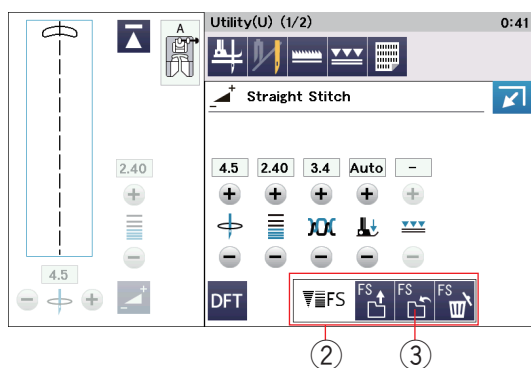 A
Utility(U) (1/2) 0:41
Straight Stitch
2.40
4.5 2.40 3.4 Auto –
4.5
DFT
FS FS FS FS
② ③